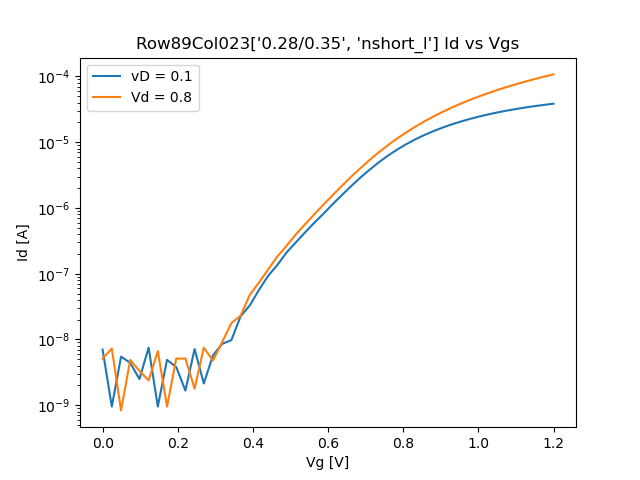 Row89Col023['0.28/0.35', 'nshort_l'] Id vs Vgs
vD = 0.1
Vd = 0.8
10⁻⁴
10⁻⁵
10⁻⁶
10⁻⁷
10⁻⁸
10⁻⁹
Id [A]
0.0 0.2 0.4 0.6 0.8 1.0 1.2
Vg [V]